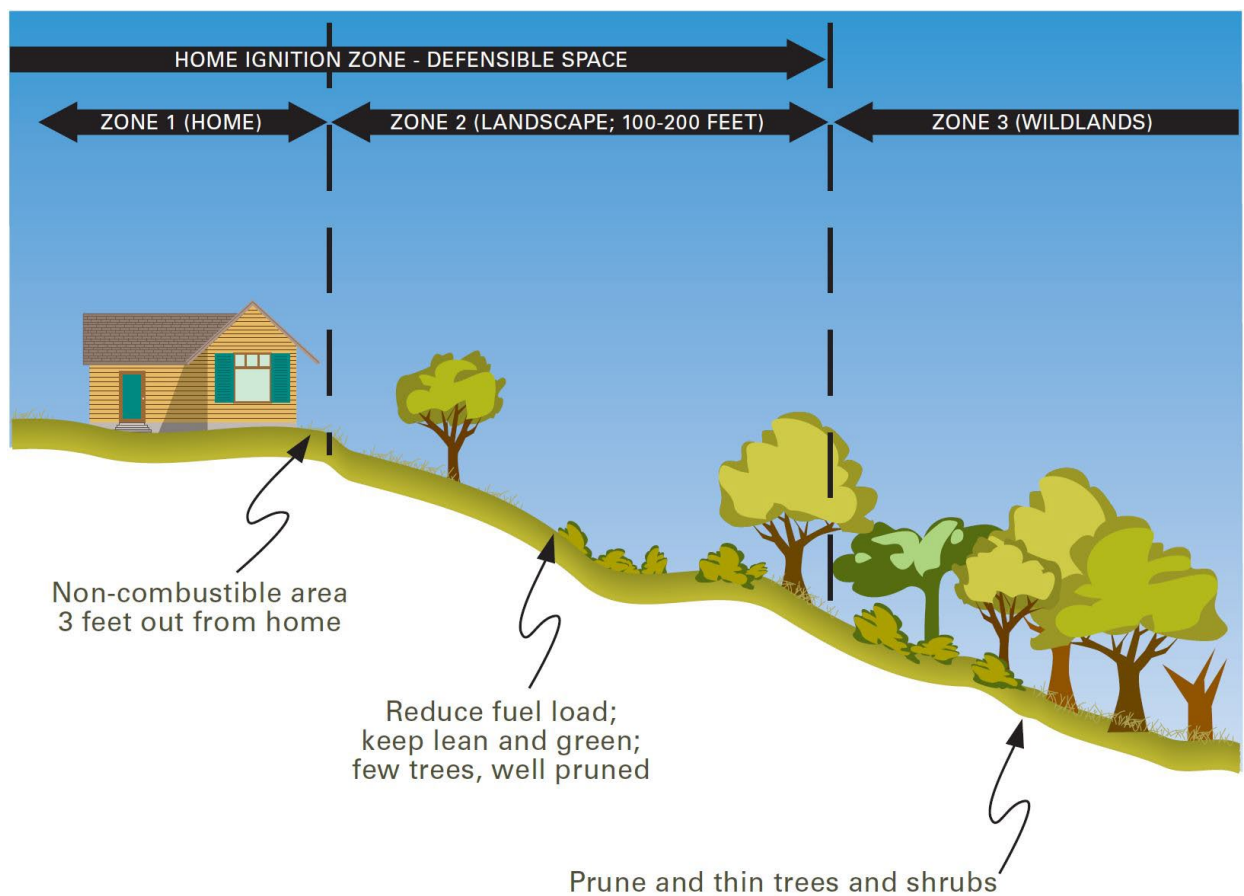 HOME IGNITION ZONE - DEFENSIBLE SPACE
ZONE 1 (HOME)
ZONE 2 (LANDSCAPE; 100-200 FEET)
ZONE 3 (WILDLANDS)
Non-combustible area
3 feet out from home
Reduce fuel load;
keep lean and green;
few trees, well pruned
Prune and thin trees and shrubs